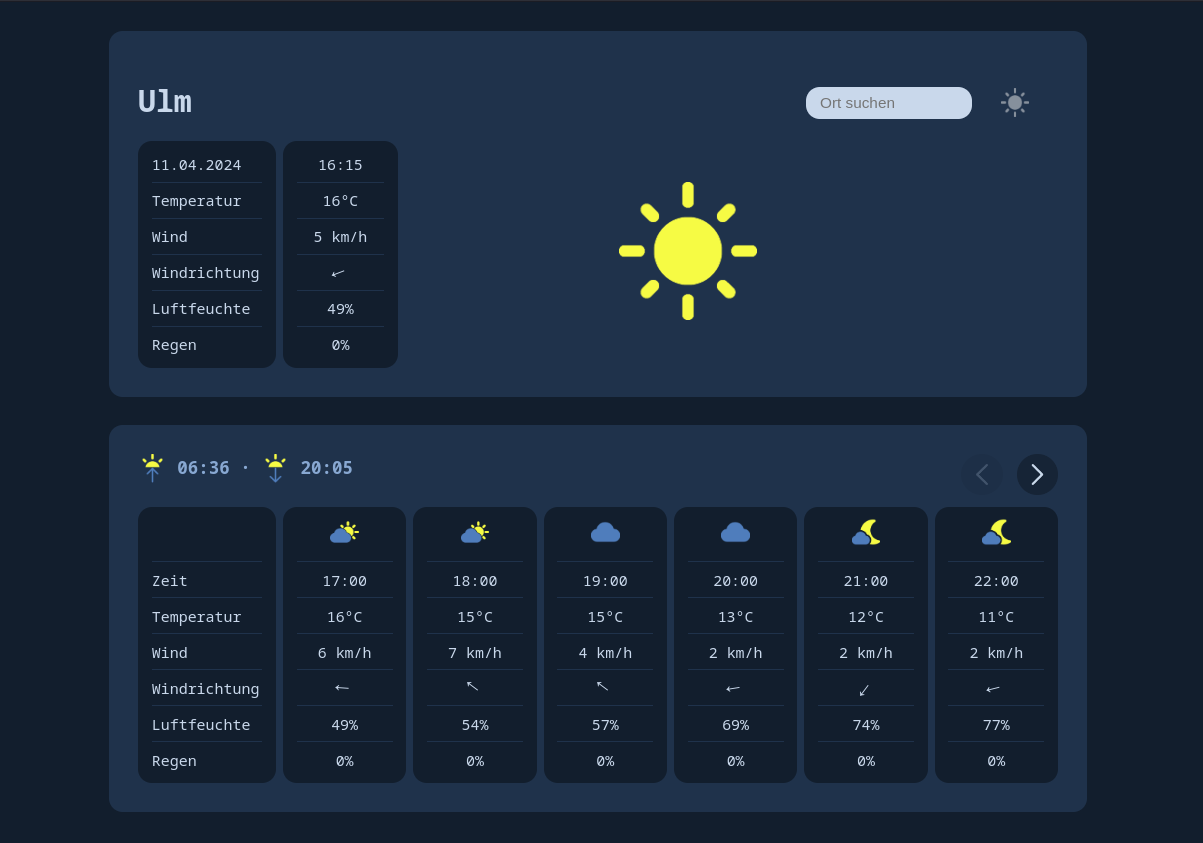 Ulm
Ort suchen
11.04.2024 16:15
Temperatur 16°C
Wind 5 km/h
Windrichtung
Luftfeuchte 49%
Regen 0%
06:36 · 20:05
Zeit 17:00 18:00 19:00 20:00 21:00 22:00
Temperatur 16°C 15°C 15°C 13°C 12°C 11°C
Wind 6 km/h 7 km/h 4 km/h 2 km/h 2 km/h 2 km/h
Windrichtung
Luftfeuchte 49% 54% 57% 69% 74% 77%
Regen 0% 0% 0% 0% 0% 0%